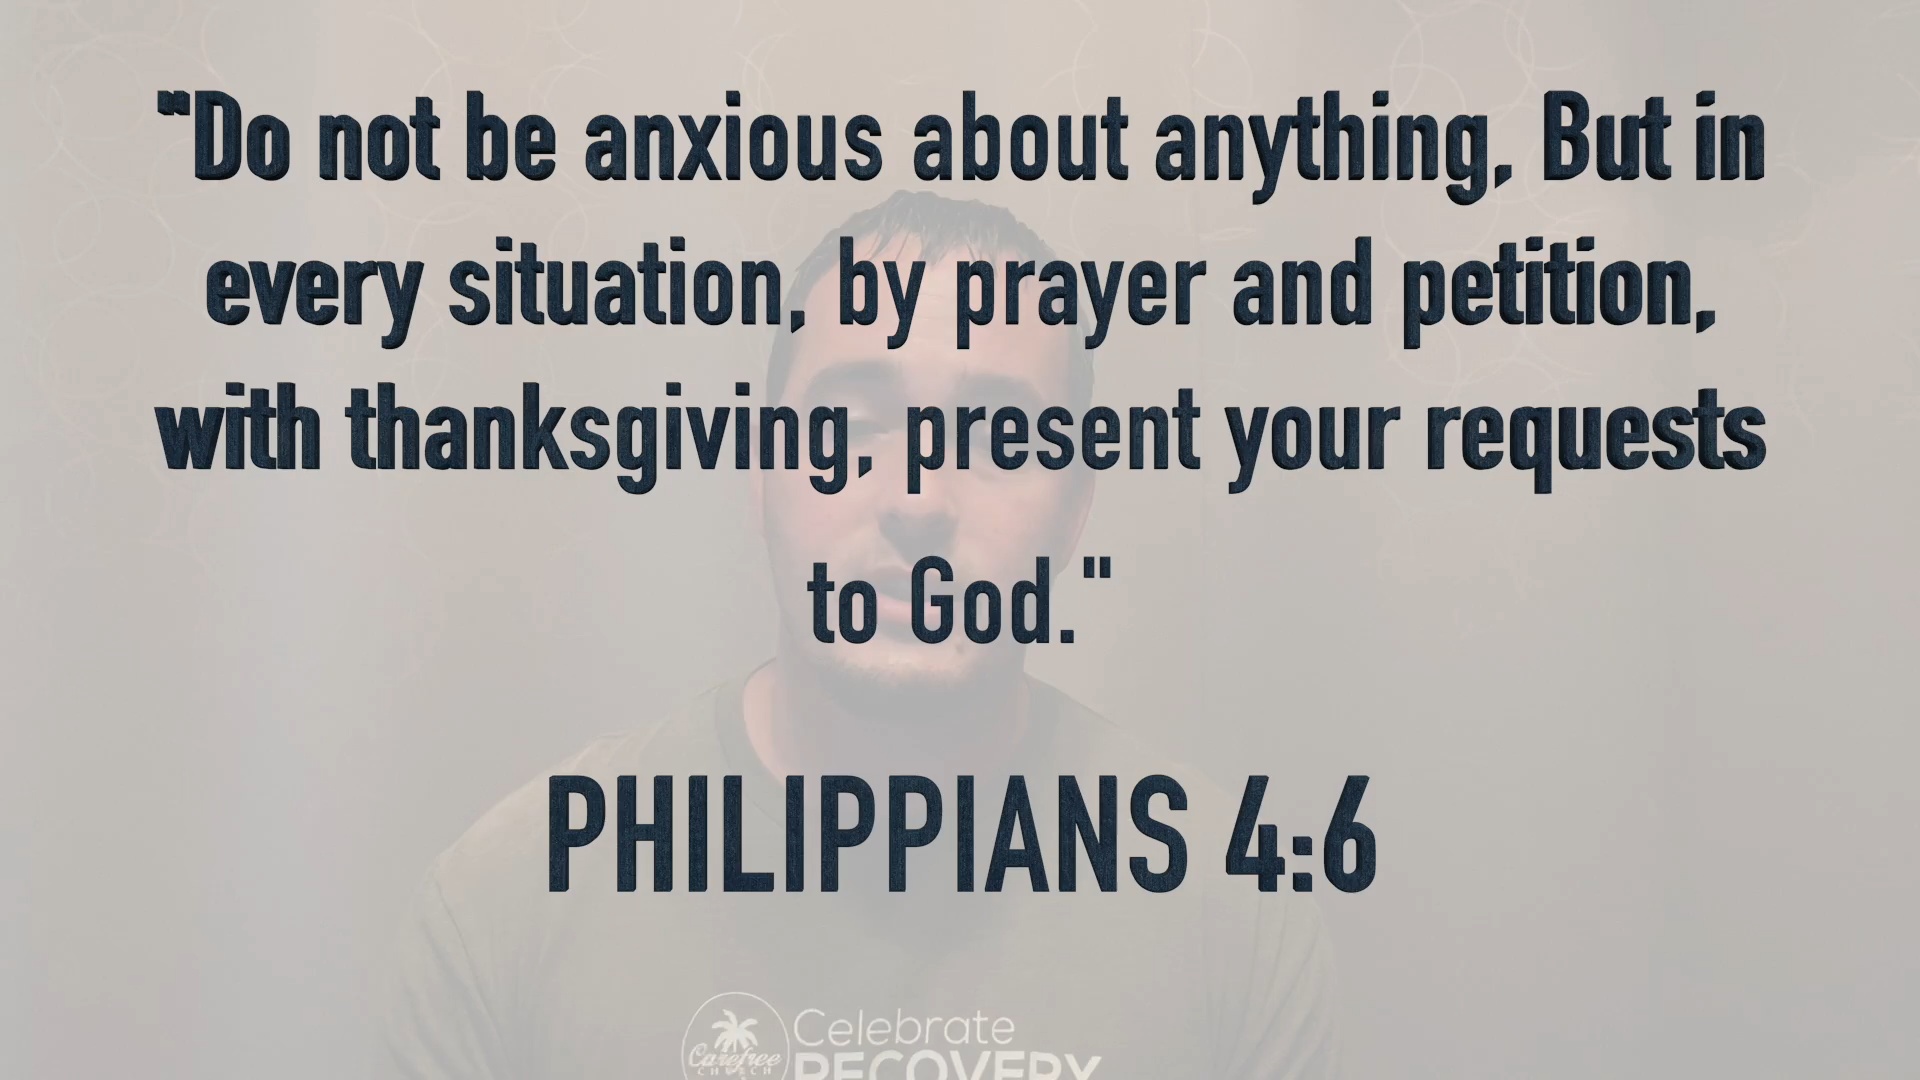 "Do not be anxious about anything, But in
every situation, by prayer and petition,
with thanksgiving, present your requests
to God."
PHILIPPIANS 4:6
Celebrate
RECOVERY
Carefree
CHURCH